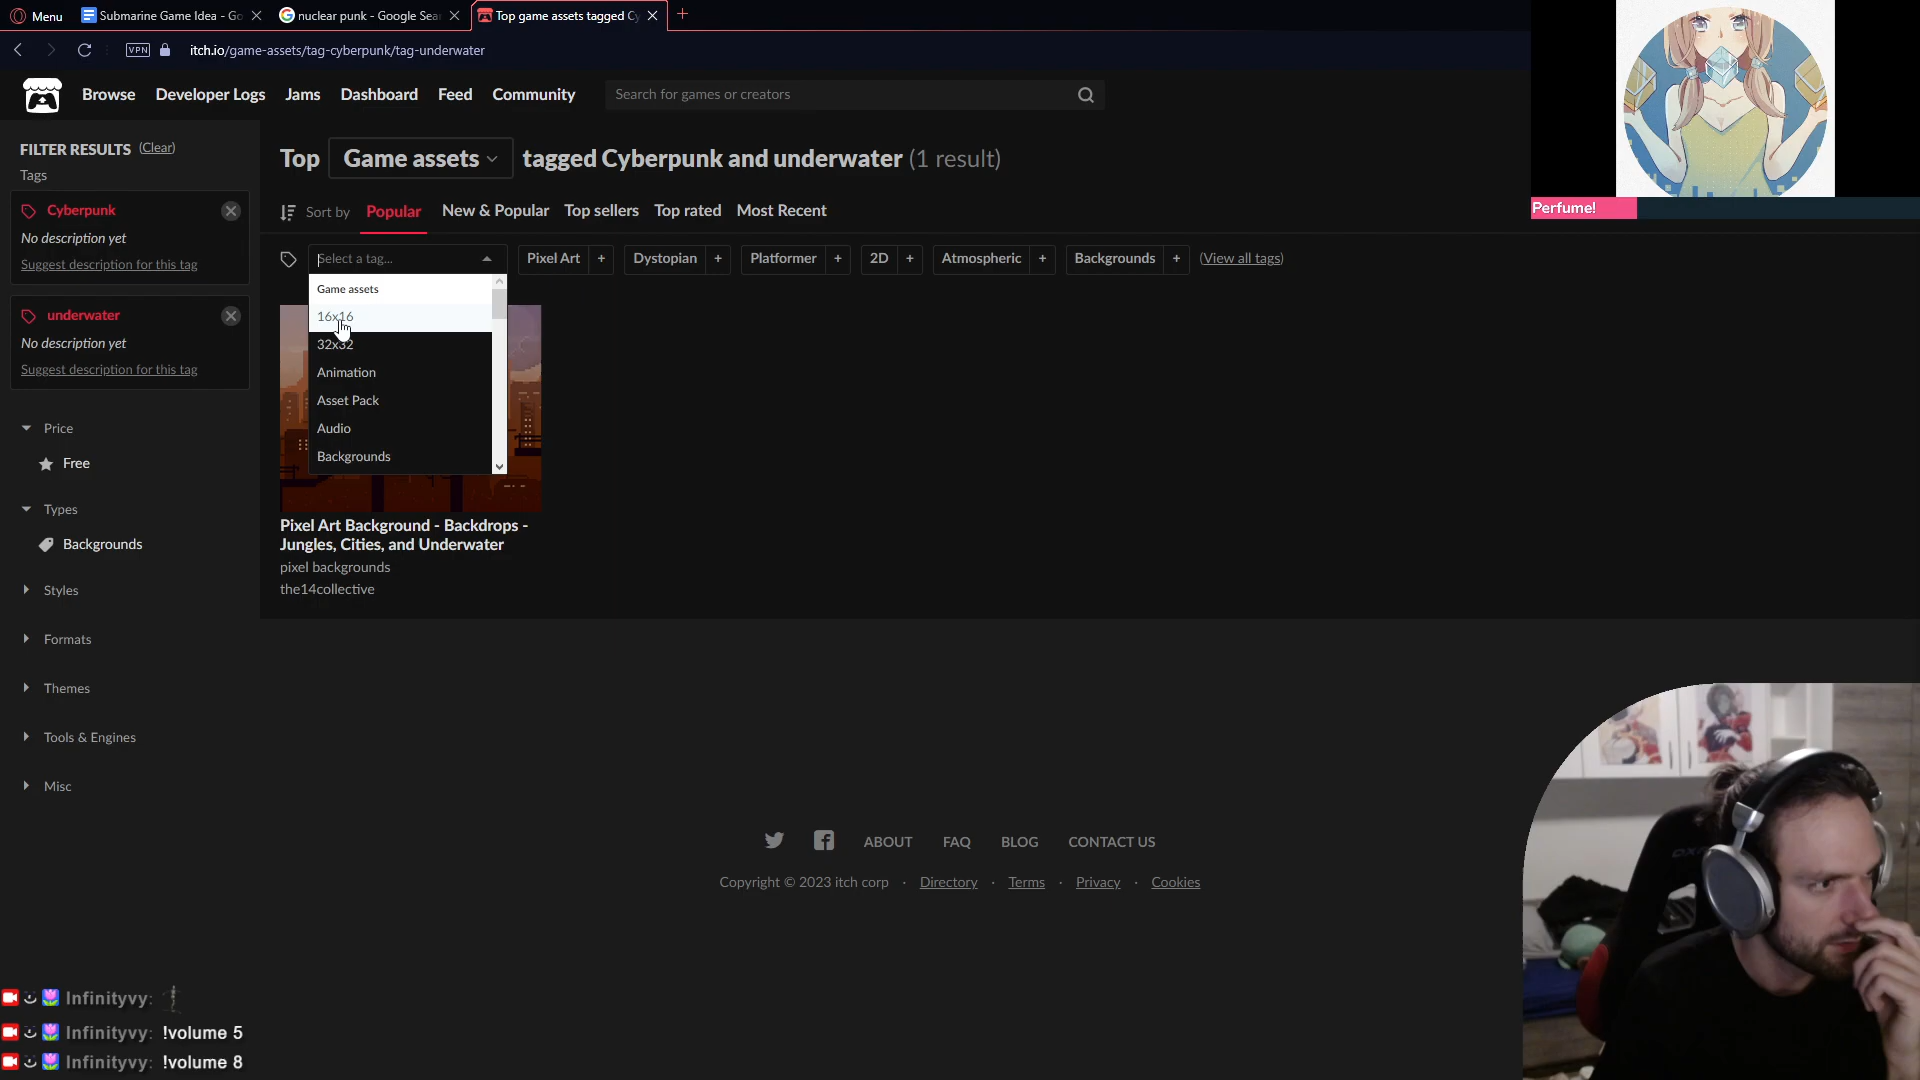 Menu
Submarine Game Idea - Go
nuclear punk - Google Sea
Top game assets tagged Cy
VPN
itch.io/game-assets/tag-cyberpunk/tag-underwater
Browse
Developer Logs
Jams
Dashboard
Feed
Community
Search for games or creators
Perfume!
FILTER RESULTS (Clear)
Tags
Cyberpunk
No description yet
Suggest description for this tag
underwater
No description yet
Suggest description for this tag
Price
Free
Types
Backgrounds
Styles
Formats
Themes
Tools & Engines
Misc
Top Game assets tagged Cyberpunk and underwater (1 result)
Sort by Popular New & Popular Top sellers Top rated Most Recent
Select a tag... Pixel Art + Dystopian + Platformer + 2D + Atmospheric + Backgrounds + (View all tags)
Game assets
16x16
32x32
Animation
Asset Pack
Audio
Backgrounds
Pixel Art Background - Backdrops -
Jungles, Cities, and Underwater
pixel backgrounds
the14collective
ABOUT FAQ BLOG CONTACT US
Copyright © 2023 itch corp · Directory · Terms · Privacy · Cookies
Infinityvy:
Infinityvy: !volume 5
Infinityvy: !volume 8